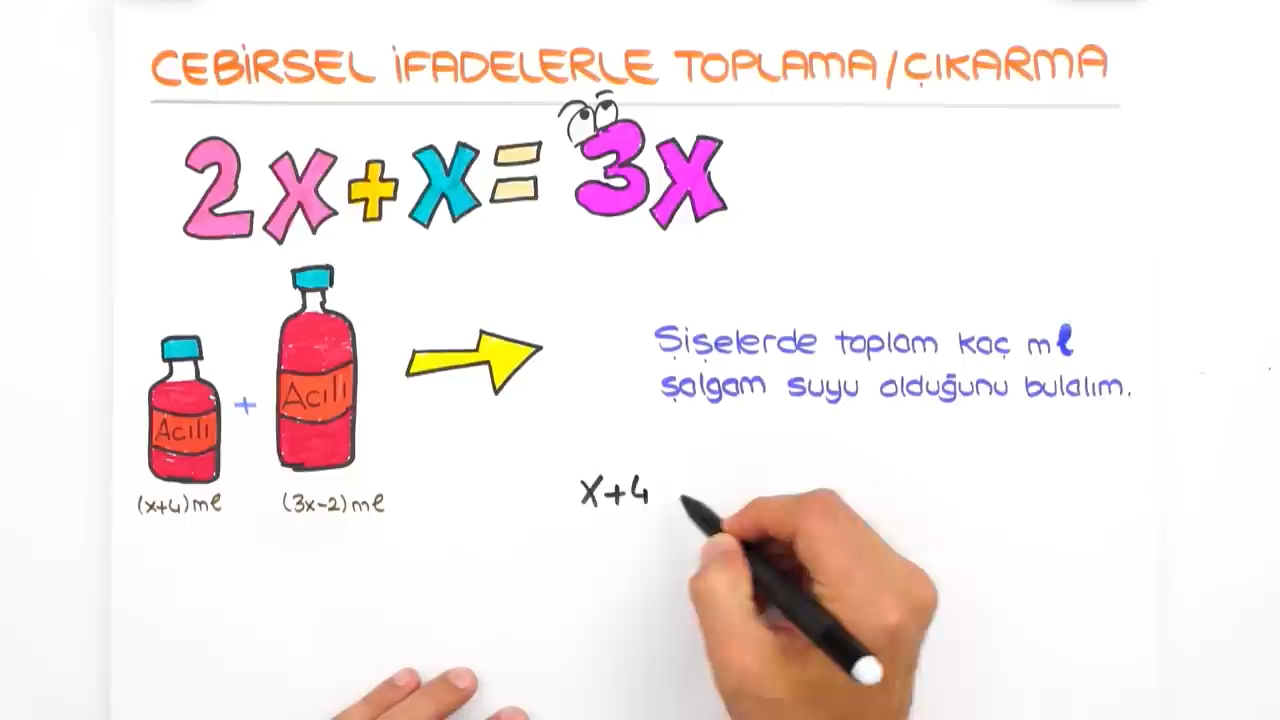 CEBİRSEL İFADELERLE TOPLAMA/ÇIKARMA
2x+x=3x
Acılı
+
Acılı
(x+4)ml
(3x-2)ml
Şişelerde toplam kaç ml
şalgam suyu olduğunu bulalım.
x+4